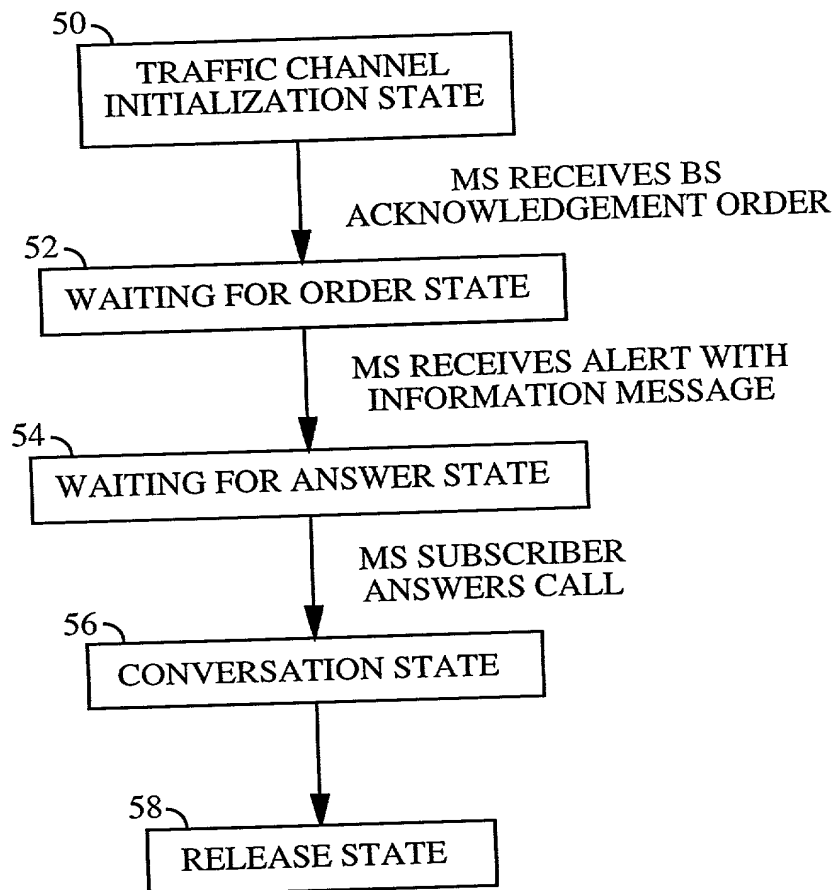 50
TRAFFIC CHANNEL
INITIALIZATION STATE
MS RECEIVES BS
ACKNOWLEDGEMENT ORDER
52
WAITING FOR ORDER STATE
MS RECEIVES ALERT WITH
INFORMATION MESSAGE
54
WAITING FOR ANSWER STATE
MS SUBSCRIBER
ANSWERS CALL
56
CONVERSATION STATE
58
RELEASE STATE